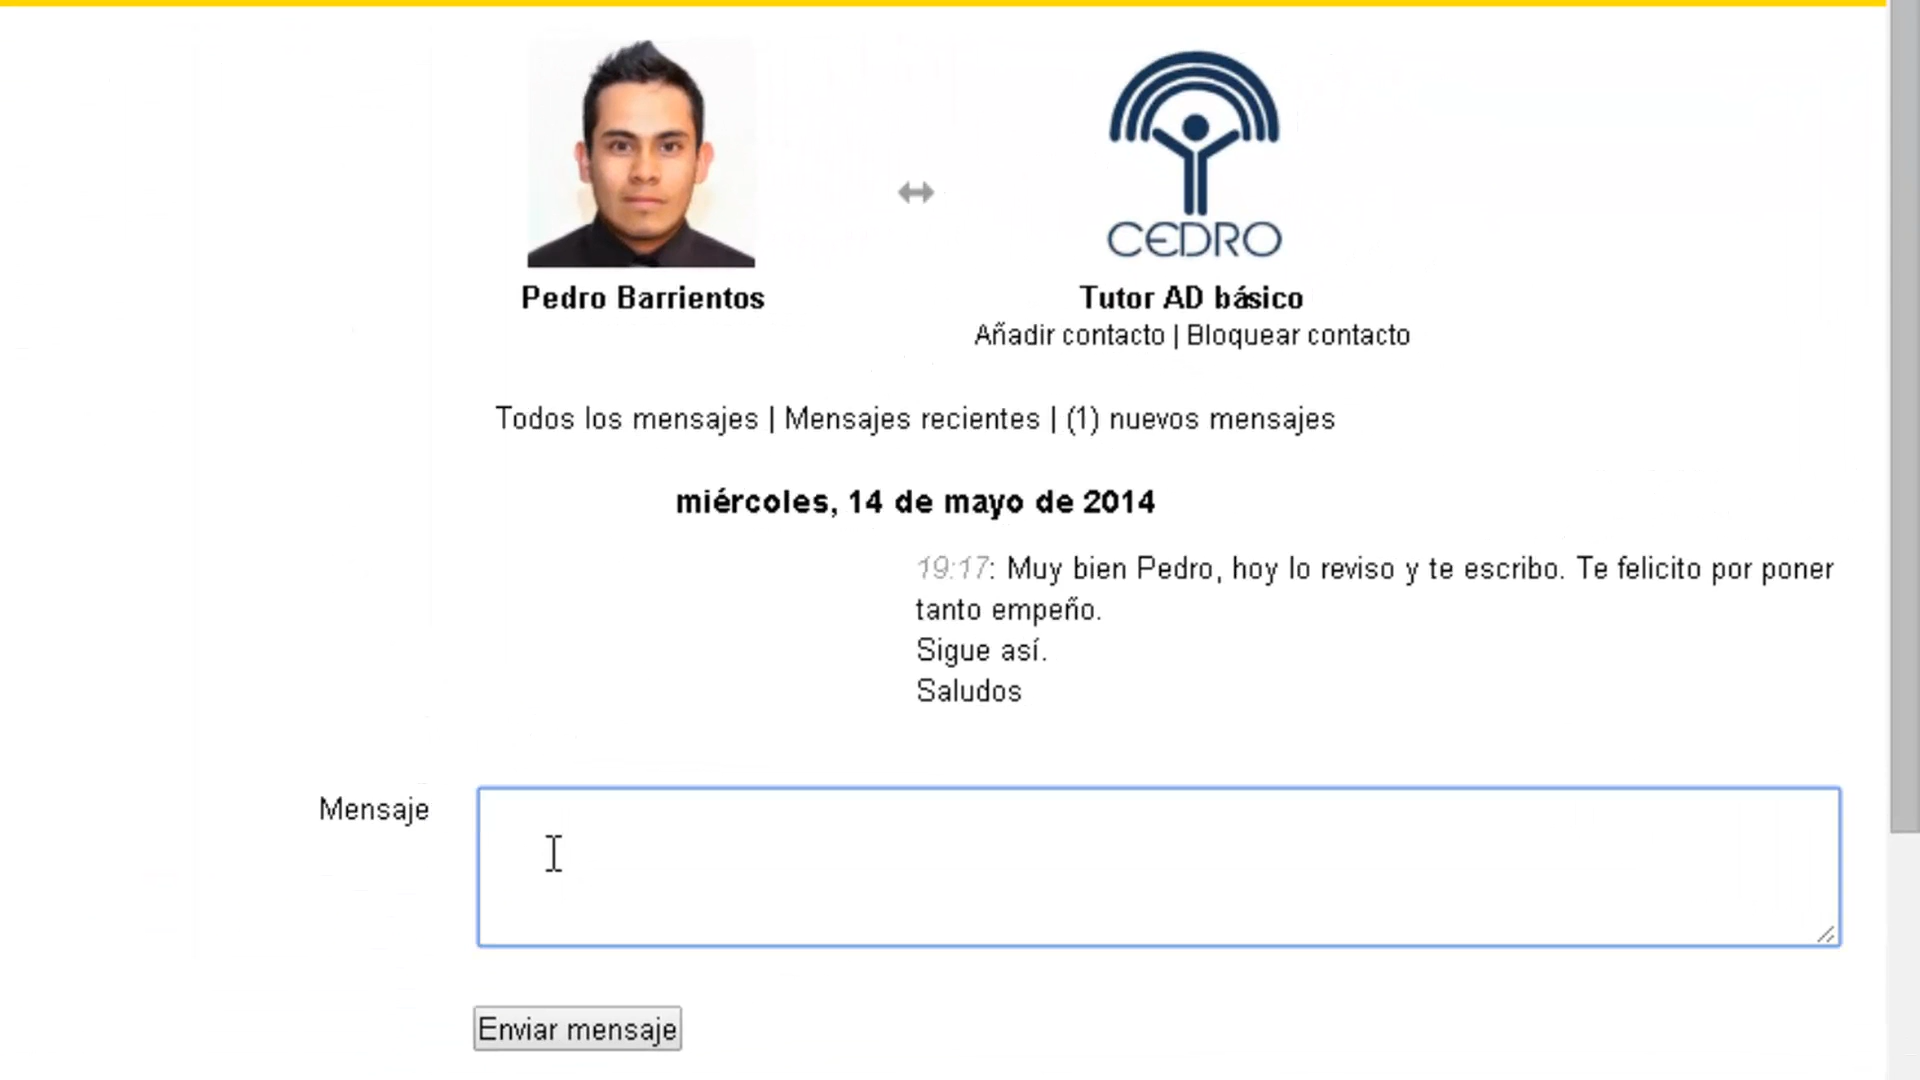 CEDRO
Pedro Barrientos
Tutor AD básico
Añadir contacto | Bloquear contacto
Todos los mensajes | Mensajes recientes | (1) nuevos mensajes
miércoles, 14 de mayo de 2014
19:17: Muy bien Pedro, hoy lo reviso y te escribo. Te felicito por poner
tanto empeño.
Sigue así.
Saludos
Mensaje
Enviar mensaje